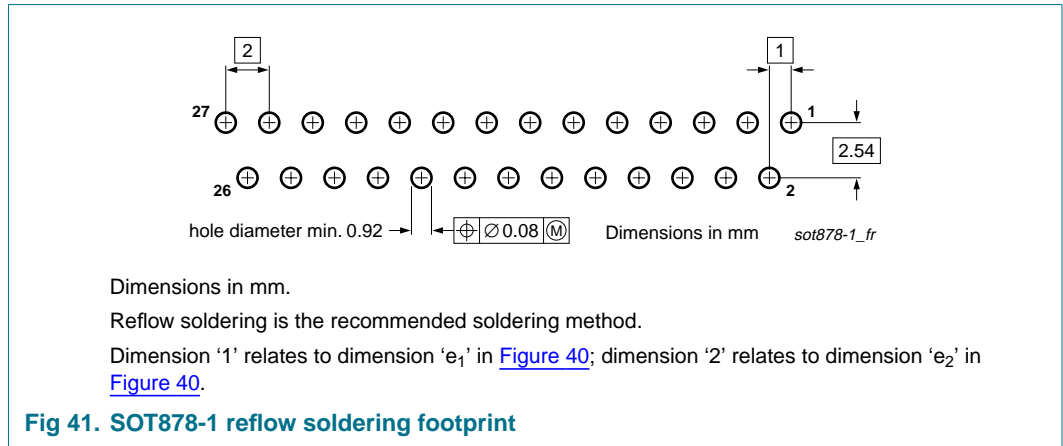 2
1
27
1
2.54
26
2
hole diameter min. 0.92
⌖ ∅ 0.08 Ⓜ
Dimensions in mm
sot878-1_fr
Dimensions in mm.
Reflow soldering is the recommended soldering method.
Dimension ‘1’ relates to dimension ‘e1’ in Figure 40; dimension ‘2’ relates to dimension ‘e2’ in
Figure 40.
Fig 41. SOT878-1 reflow soldering footprint